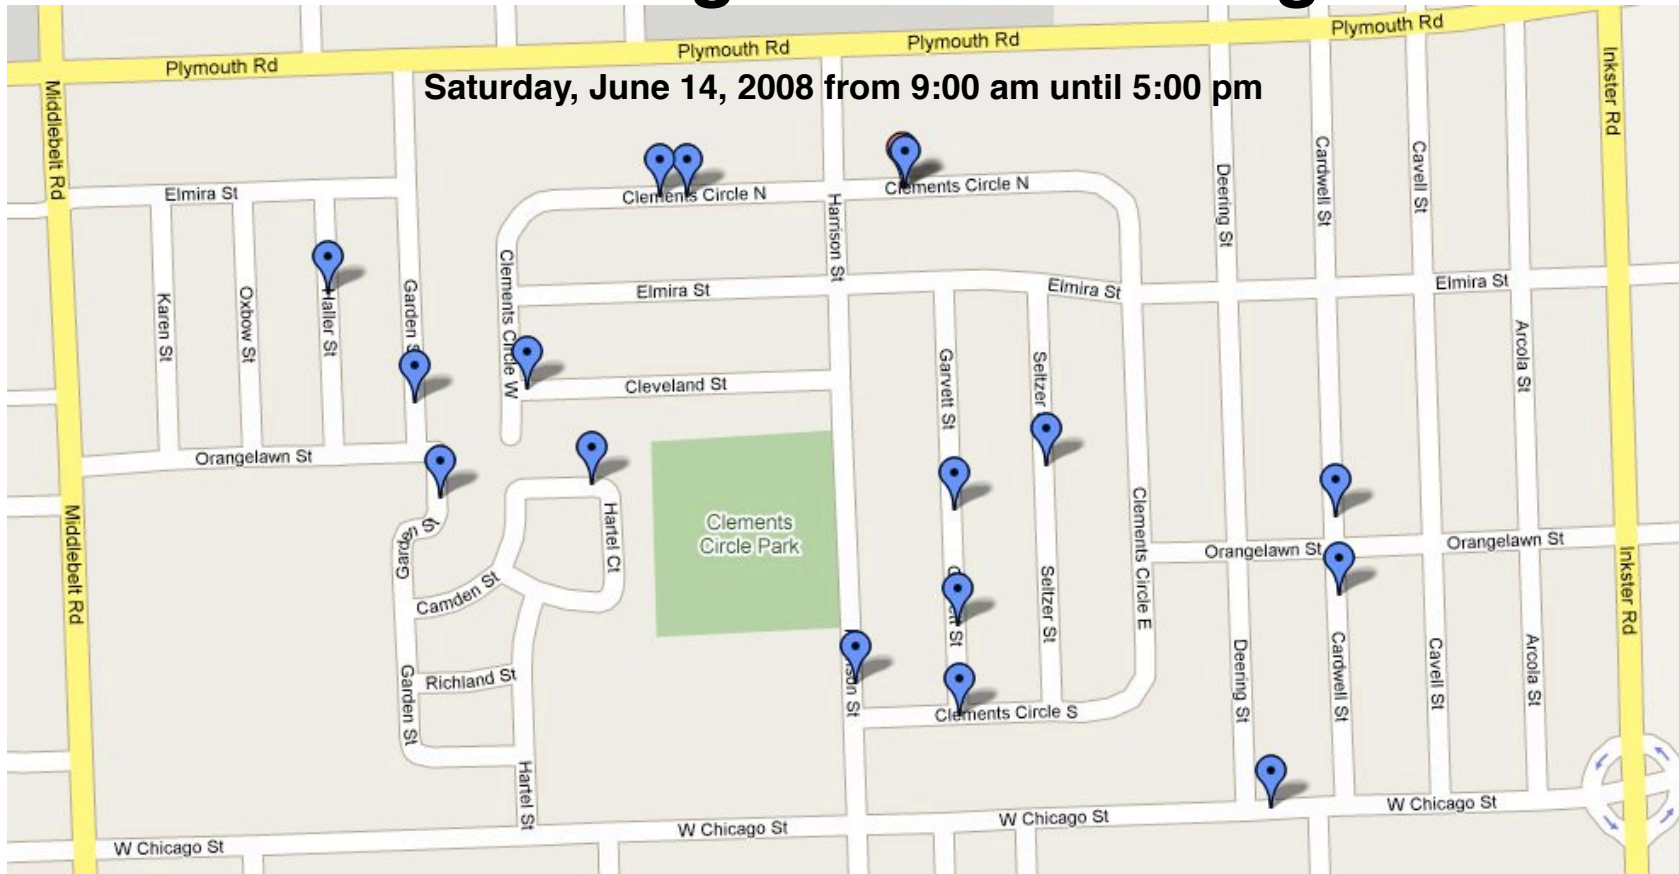 Plymouth Rd
Plymouth Rd
Plymouth Rd
Plymouth Rd
Saturday, June 14, 2008 from 9:00 am until 5:00 pm
Middlebelt Rd
Inkster Rd
Elmira St
Clements Circle N
Clements Circle N
Harrison St
Deering St
Cardwell St
Cavell St
Karen St
Oxbow St
Haller St
Garden
Clements Circle W
Elmira St
Elmira St
Elmira St
Arcola St
Cleveland St
Garvett St
Seltzer
Orangelawn St
Middlebelt Rd
Garden St
Hartel Ct
Clements
Circle Park
Clements Circle E
Orangelawn St
Orangelawn St
Inkster Rd
Camden St
St
Seltzer St
Richland St
Garden St
St
Deering St
Cardwell St
Cavell St
Arcola St
Clements Circle S
Hartel St
W Chicago St
W Chicago St
W Chicago St
W Chicago St